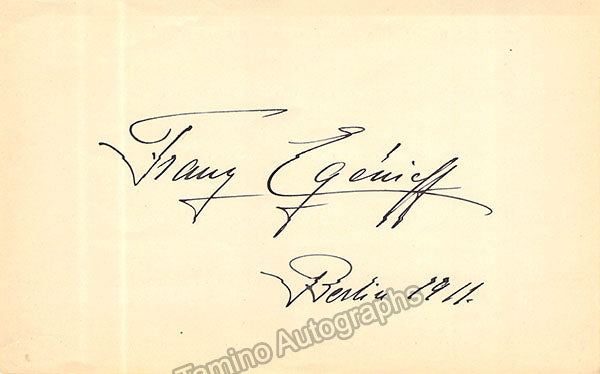 Franz Egénieff
Berlin 1911.
Tamino Autographs